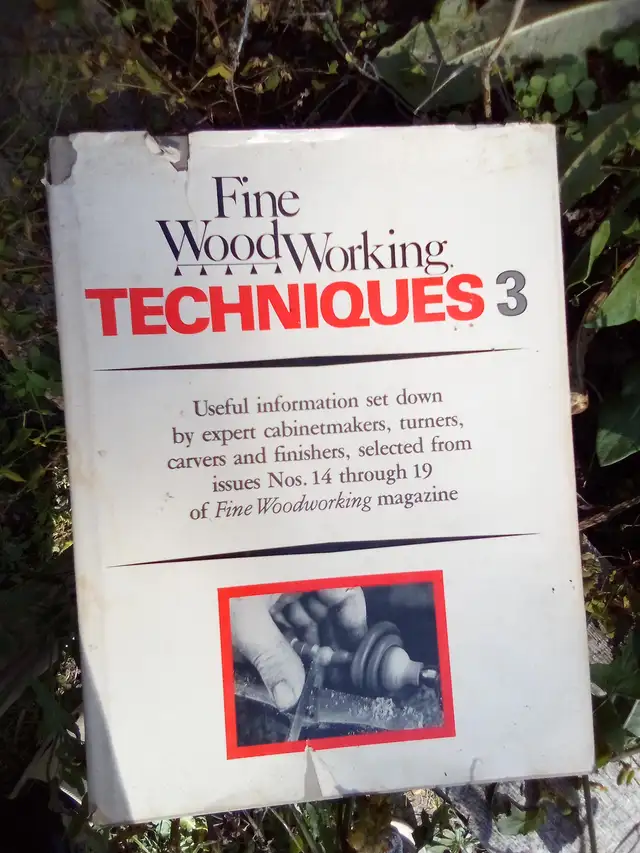 Fine
WoodWorking.
TECHNIQUES 3
Useful information set down
by expert cabinetmakers, turners,
carvers and finishers, selected from
issues Nos. 14 through 19
of Fine Woodworking magazine